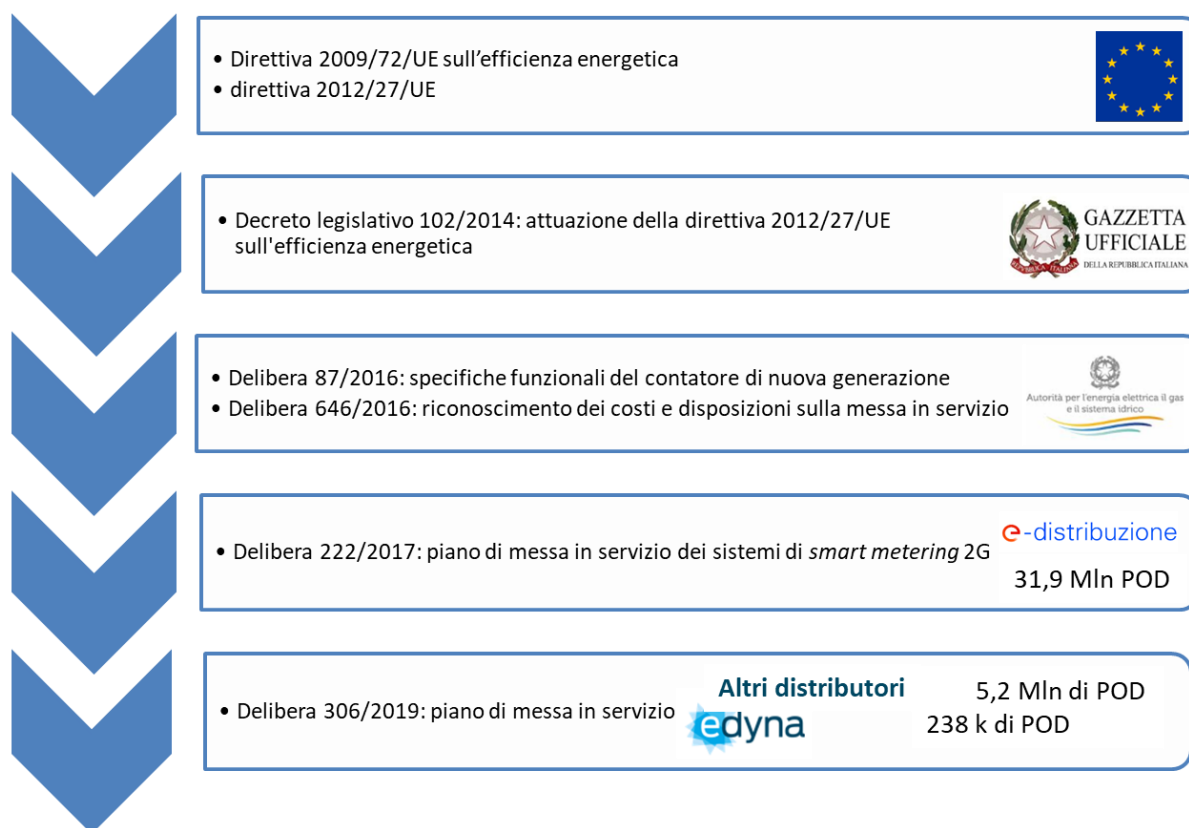 • Direttiva 2009/72/UE sull’efficienza energetica
• direttiva 2012/27/UE
• Decreto legislativo 102/2014: attuazione della direttiva 2012/27/UE
sull'efficienza energetica
GAZZETTA
UFFICIALE
DELLA REPUBBLICA ITALIANA
REPVBBLICA ITALIANA
• Delibera 87/2016: specifiche funzionali del contatore di nuova generazione
• Delibera 646/2016: riconoscimento dei costi e disposizioni sulla messa in servizio
Autorità per l'energia elettrica il gas
e il sistema idrico
• Delibera 222/2017: piano di messa in servizio dei sistemi di smart metering 2G
e-distribuzione
31,9 Mln POD
• Delibera 306/2019: piano di messa in servizio
Altri distributori
5,2 Mln di POD
edyna
238 k di POD